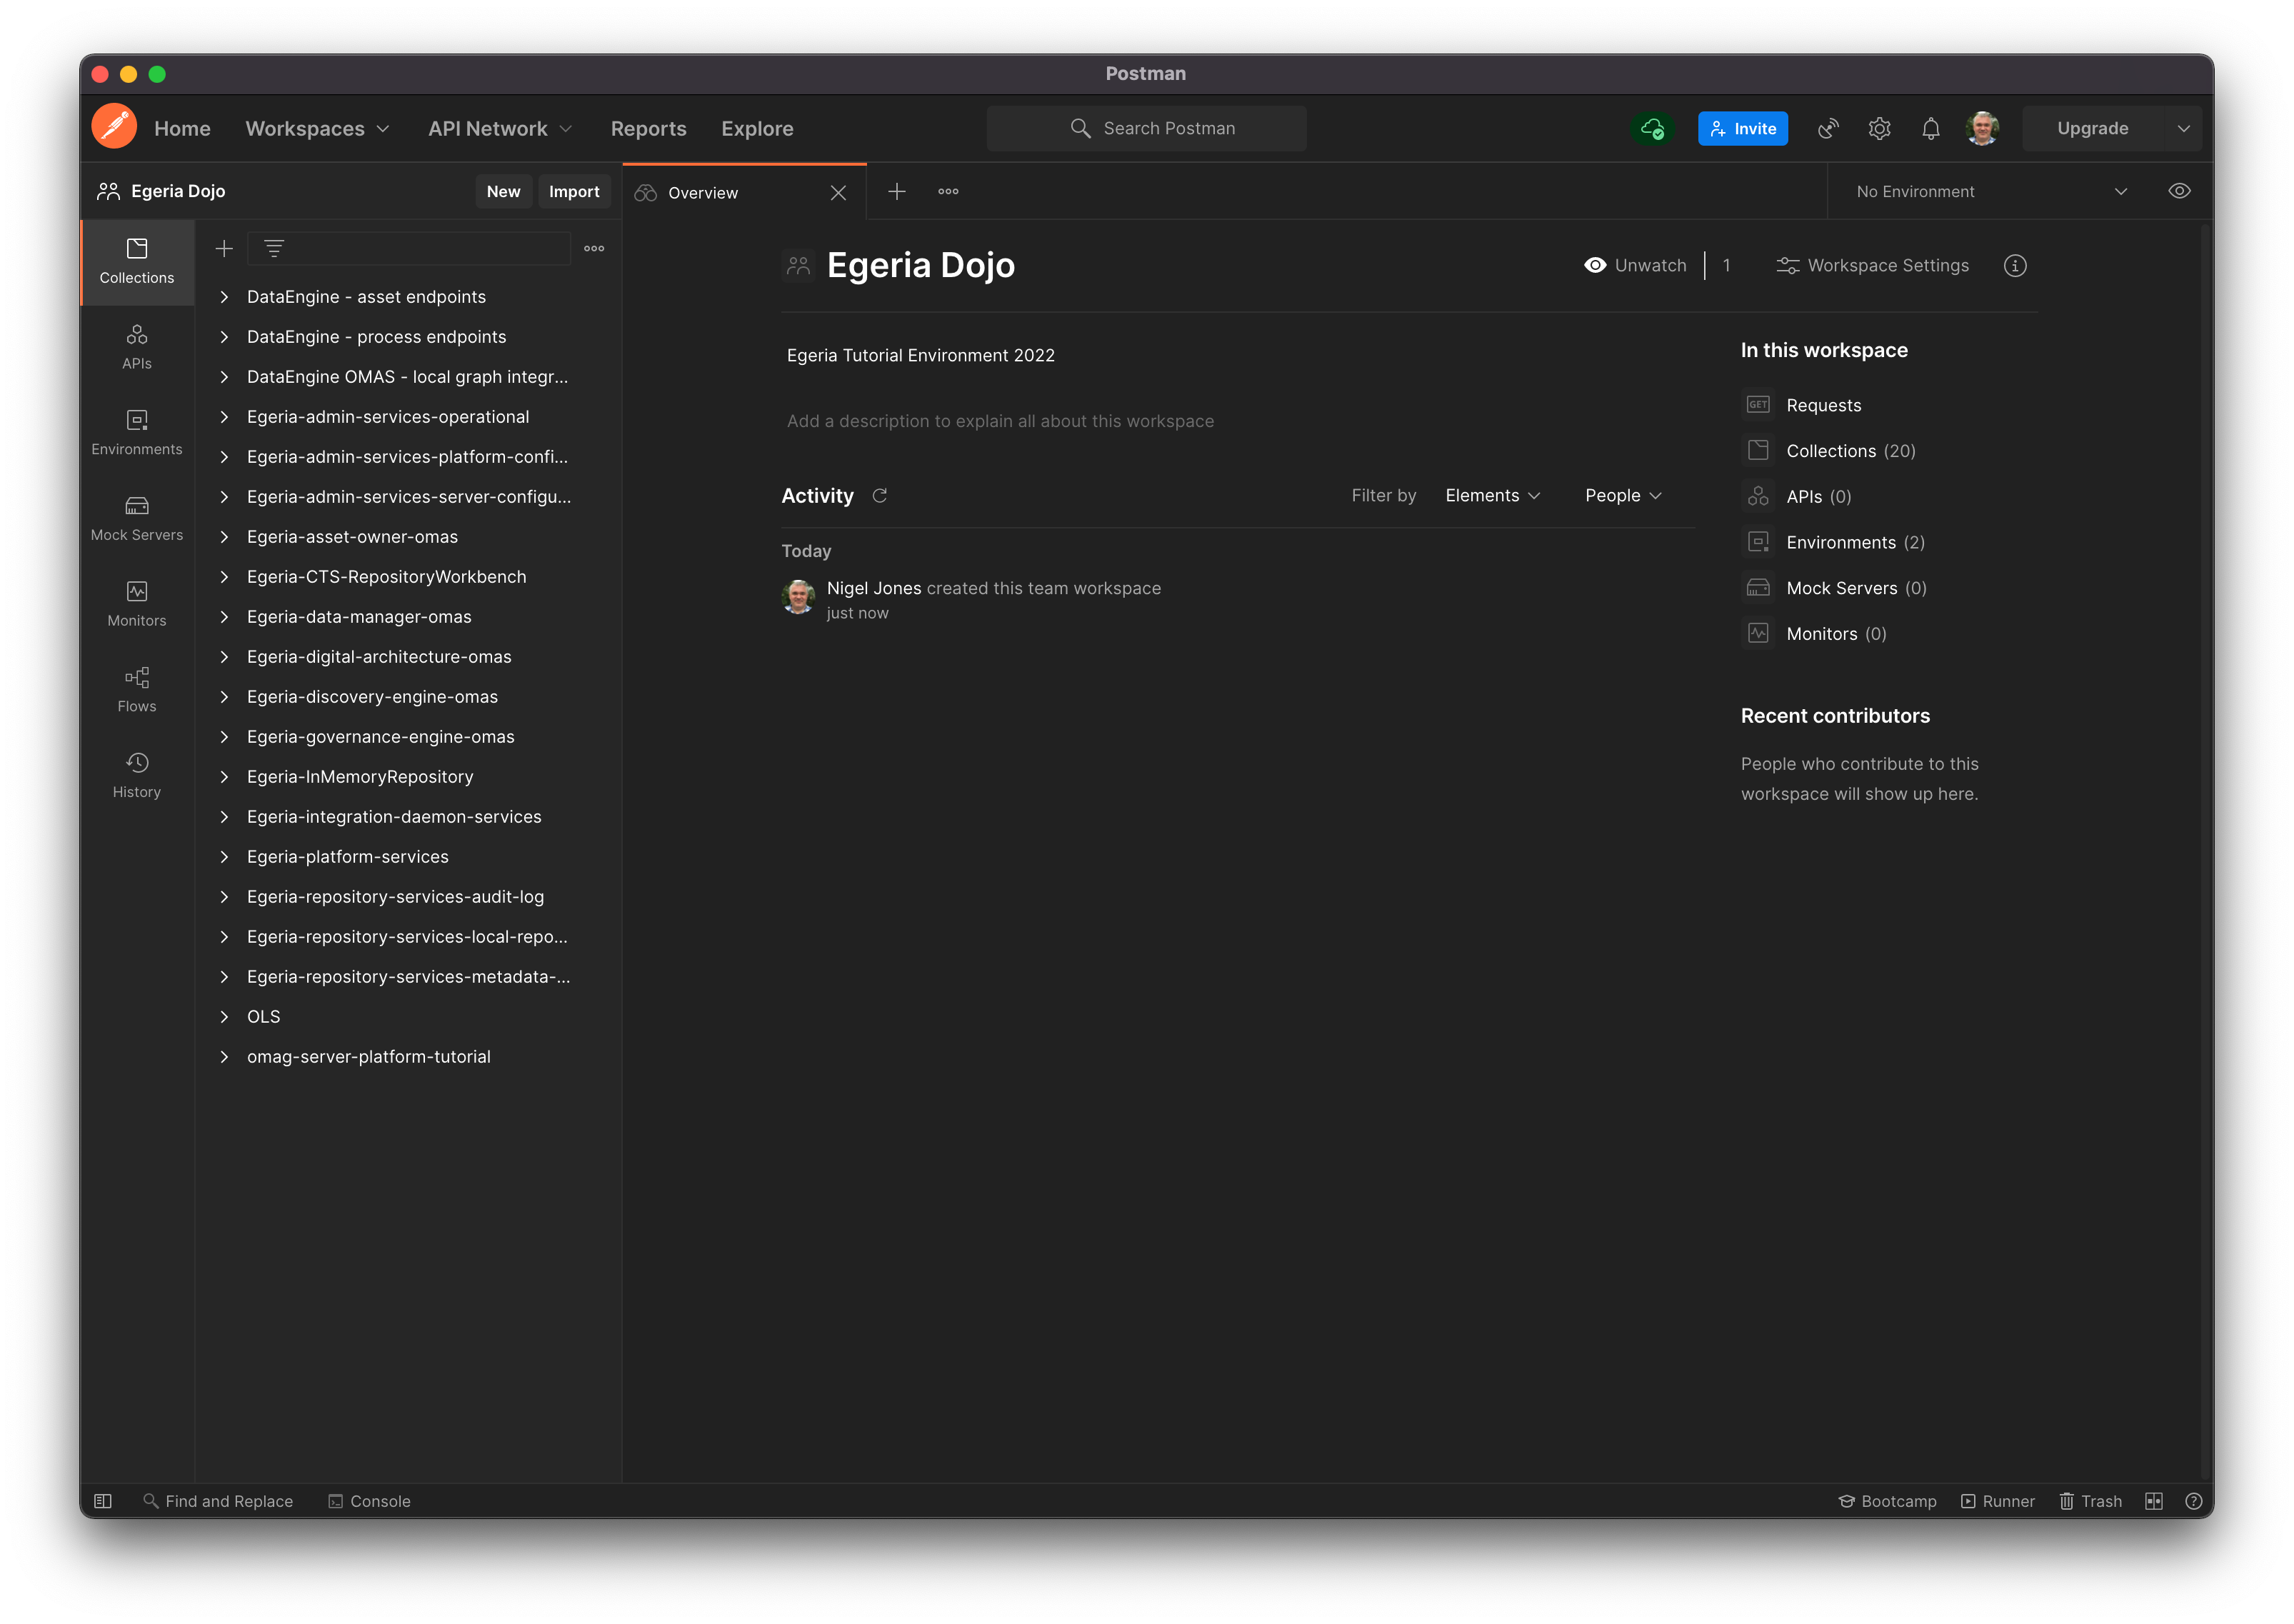 Postman
Home Workspaces API Network Reports Explore Search Postman Invite Upgrade
Egeria Dojo New Import Overview No Environment
Collections
APIs
Environments
Mock Servers
Monitors
Flows
History
DataEngine - asset endpoints
DataEngine - process endpoints
DataEngine OMAS - local graph integr...
Egeria-admin-services-operational
Egeria-admin-services-platform-confi...
Egeria-admin-services-server-configu...
Egeria-asset-owner-omas
Egeria-CTS-RepositoryWorkbench
Egeria-data-manager-omas
Egeria-digital-architecture-omas
Egeria-discovery-engine-omas
Egeria-governance-engine-omas
Egeria-InMemoryRepository
Egeria-integration-daemon-services
Egeria-platform-services
Egeria-repository-services-audit-log
Egeria-repository-services-local-repo...
Egeria-repository-services-metadata-...
OLS
omag-server-platform-tutorial
Egeria Dojo Unwatch 1 Workspace Settings
Egeria Tutorial Environment 2022
Add a description to explain all about this workspace
Activity Filter by Elements People
Today
Nigel Jones created this team workspace
just now
In this workspace
GET Requests
Collections (20)
APIs (0)
Environments (2)
Mock Servers (0)
Monitors (0)
Recent contributors
People who contribute to this
workspace will show up here.
Find and Replace Console Bootcamp Runner Trash